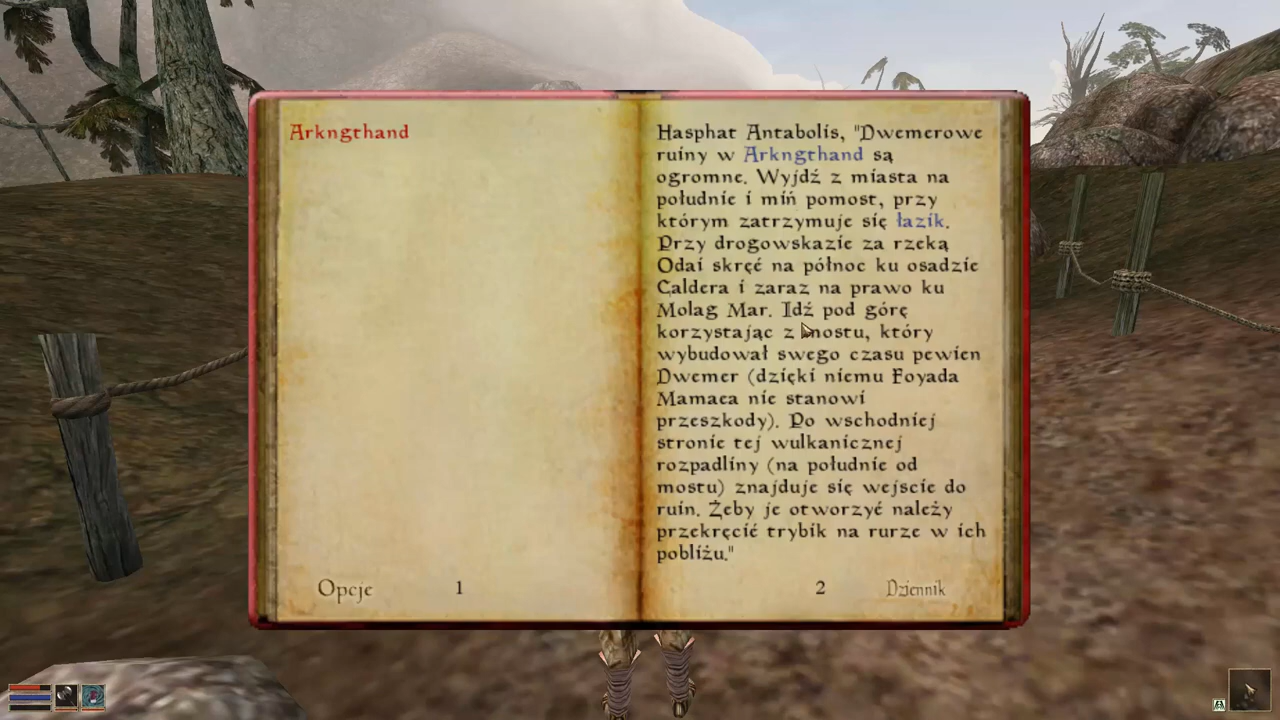 Arkngthand
Hasphat Antabolis, "Dwemerowe
ruiny w Arkngthand są
ogromne. Wyjdź z miasta na
południe i miń pomost, przy
którym zatrzymuje się łazik.
Przy drogowskazie za rzeką
Odai skręć na północ ku osadzie
Caldera i zaraz na prawo ku
Molag Mar. Idź pod górę
korzystając z mostu, który
wybudował swego czasu pewien
Dwemer (dzięki niemu Foyada
Mamaea nie stanowi
przeszkody). Po wschodniej
stronie tej wulkanicznej
rozpadliny (na południe od
mostu) znajduje się wejscie do
ruin. Żeby je otworzyć należy
przekręcić trybik na rurze w ich
pobliżu."
Opcje
1
2
Dziennik